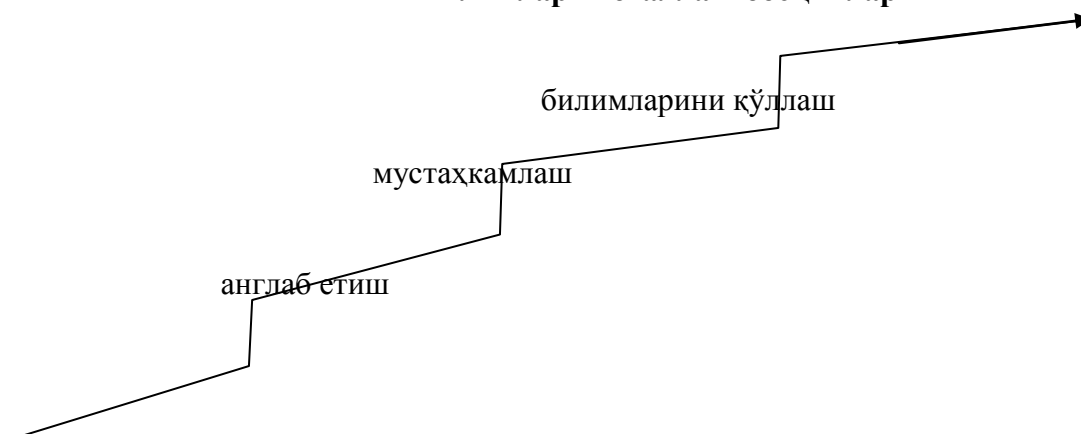 билимларини қўллаш
мустаҳкамлаш
англаб етиш